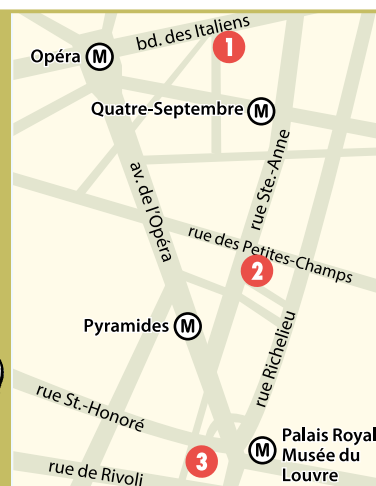 bd. des Italiens
1
Opéra M
Quatre-Septembre M
rue Ste.-Anne
av. de l'Opéra
rue des Petites-Champs
2
Pyramides M
rue Richelieu
rue St.-Honoré
3
M Palais Royal
Musée du
Louvre
rue de Rivoli